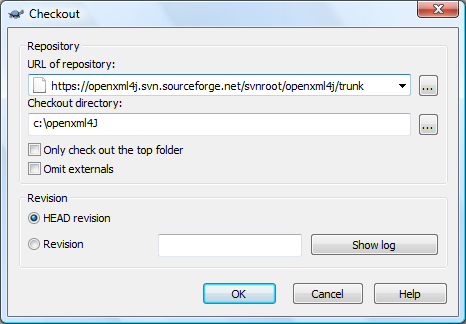 Checkout
Repository
URL of repository:
https://openxml4j.svn.sourceforge.net/svnroot/openxml4j/trunk
...
Checkout directory:
c:\openxml4J
...
Only check out the top folder
Omit externals
Revision
HEAD revision
Revision
Show log
OK
Cancel
Help